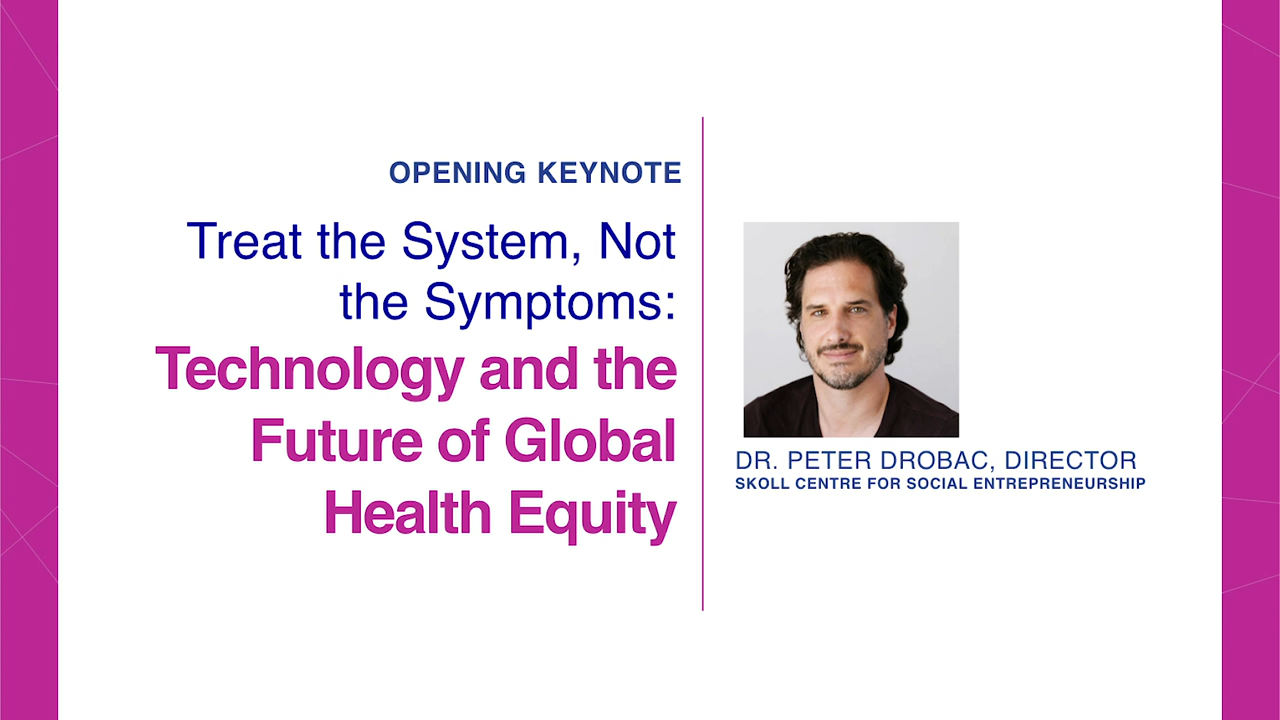 OPENING KEYNOTE
Treat the System, Not
the Symptoms:
Technology and the
Future of Global
Health Equity
DR. PETER DROBAC, DIRECTOR
SKOLL CENTRE FOR SOCIAL ENTREPRENEURSHIP